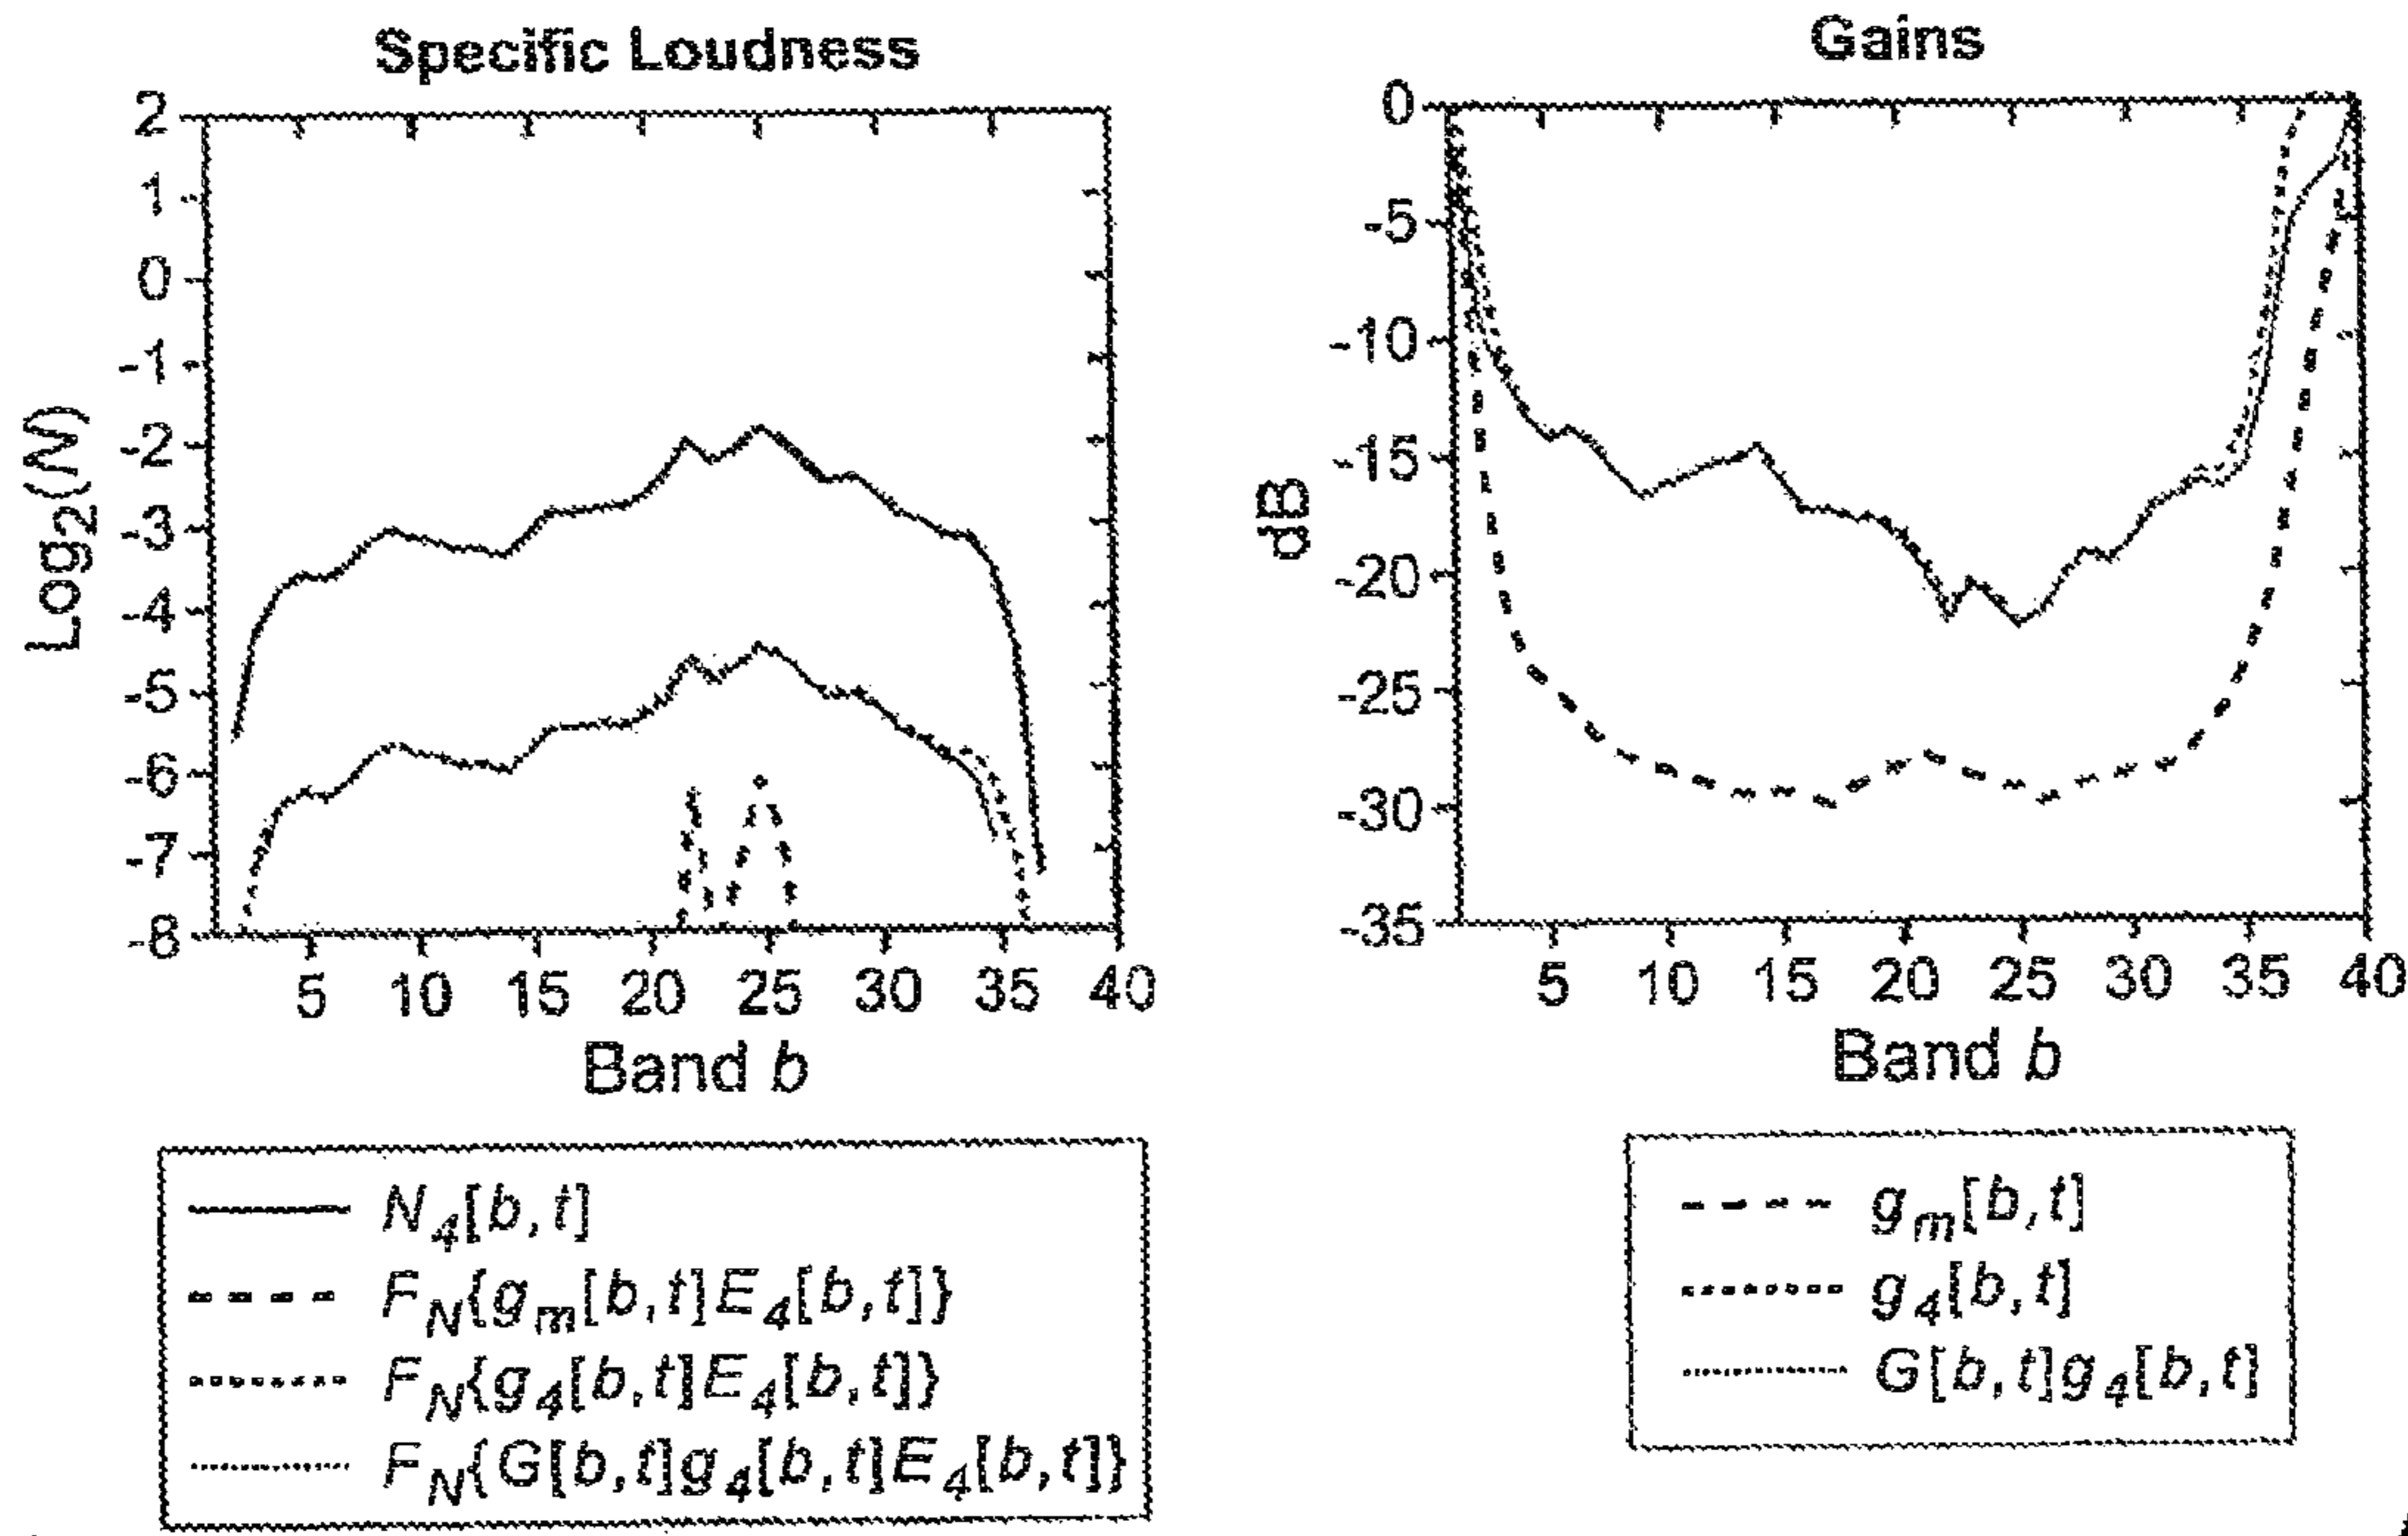 Specific Loudness
2
1
0
-1
-2
-3
-4
-5
-6
-7
-8
Log2(N)
5 10 15 20 25 30 35 40
Band b
N4[b,t]
FN{gm[b,t]E4[b,t]}
FN{g4[b,t]E4[b,t]}
FN{G[b,t]g4[b,t]E4[b,t]}
Gains
0
-5
-10
-15
-20
-25
-30
-35
dB
5 10 15 20 25 30 35 40
Band b
gm[b,t]
g4[b,t]
G[b,t]g4[b,t]